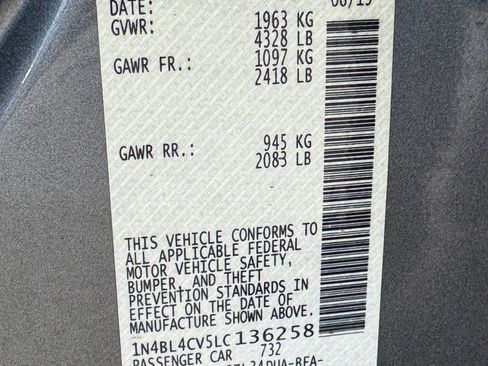 DATE:
GVWR: 1963 KG
4328 LB
GAWR FR.: 1097 KG
2418 LB
GAWR RR.: 945 KG
2083 LB
THIS VEHICLE CONFORMS TO
ALL APPLICABLE FEDERAL
MOTOR VEHICLE SAFETY,
BUMPER, AND THEFT
PREVENTION STANDARDS IN
EFFECT ON THE DATE OF
MANUFACTURE SHOWN ABOVE.
1N4BL4CV5LC136258
PASSENGER CAR 732